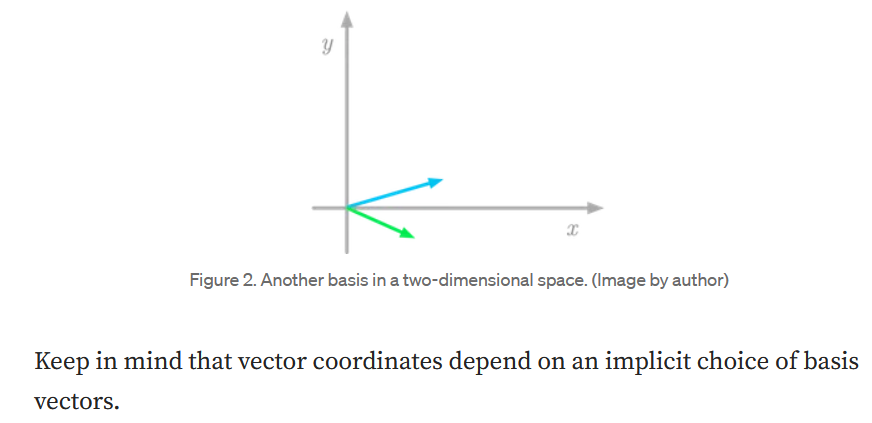 y
x
Figure 2. Another basis in a two-dimensional space. (Image by author)
Keep in mind that vector coordinates depend on an implicit choice of basis
vectors.